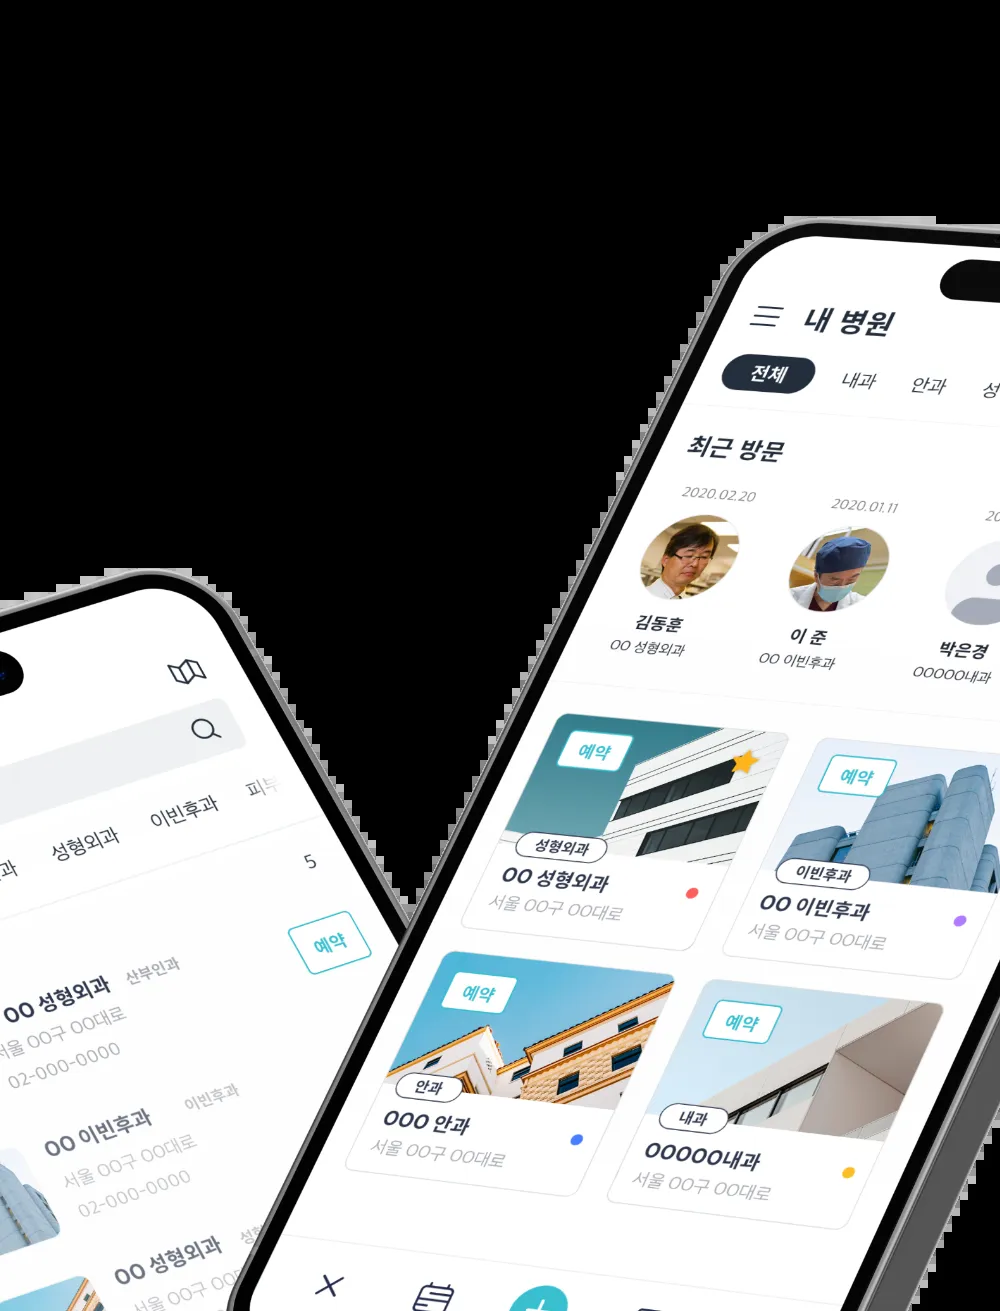 내 병원
전체 내과 안과
최근 방문
2020.02.20 2020.01.11
김동훈 이 준 박은경
OO 성형외과 OO 이빈후과 OOOOO내과
예약 예약
성형외과 이빈후과
OO 성형외과 OO 이빈후과
서울 OO구 OO대로 서울 OO구 OO대로
예약 예약
안과 내과
OOO 안과 OOOOO내과
서울 OO구 OO대로 서울 OO구 OO대로
성형외과 이빈후과
5
예약
OO 성형외과 산부인과
서울 OO구 OO대로
02-000-0000
OO 이빈후과 이빈후과
서울 OO구 OO대로
02-000-0000
OO 성형외과
서울 OO구